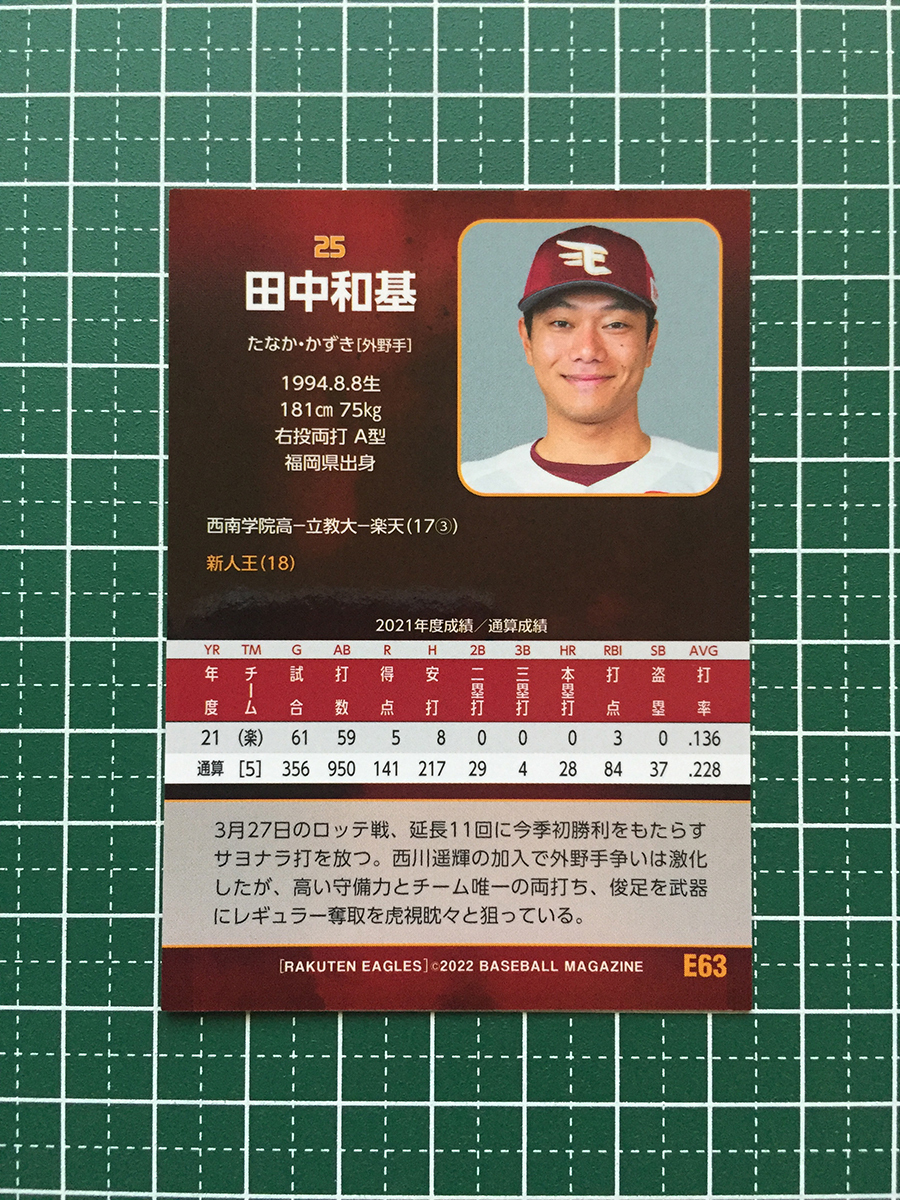 25
田中和基
たなか・かずき[外野手]
1994.8.8生
181㎝ 75㎏
右投両打 A型
福岡県出身
西南学院高−立教大−楽天(17③)
新人王(18)
2021年度成績／通算成績
YR TM G AB R H 2B 3B HR RBI SB AVG
年度 チーム 試合 打数 得点 安打 二塁打 三塁打 本塁打 打点 盗塁 打率
21 (楽) 61 59 5 8 0 0 0 3 0 .136
通算 [5] 356 950 141 217 29 4 28 84 37 .228
3月27日のロッテ戦、延長11回に今季初勝利をもたらす
サヨナラ打を放つ。西川遥輝の加入で外野手争いは激化
したが、高い守備力とチーム唯一の両打ち、俊足を武器
にレギュラー奪取を虎視眈々と狙っている。
[RAKUTEN EAGLES]©2022 BASEBALL MAGAZINE E63